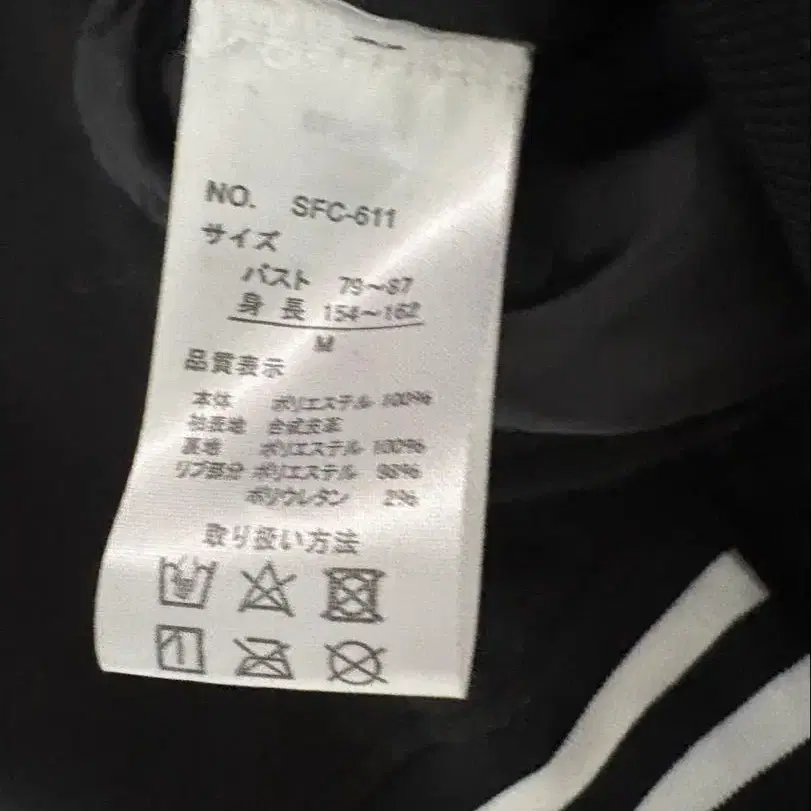 NO. SFC-611
サイズ
バスト 79~87
身長 154~162
M
品質表示
本体 ポリエステル 100%
袖表地 合成皮革
裏地 ポリエステル 100%
リブ部分 ポリエステル 98%
ポリウレタン 2%
取り扱い方法